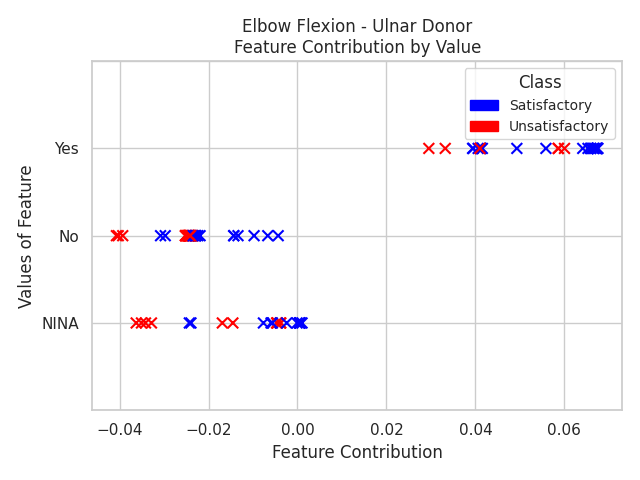 Elbow Flexion - Ulnar Donor
Feature Contribution by Value
Class
Satisfactory
Unsatisfactory
Values of Feature
Yes
No
NINA
−0.04 −0.02 0.00 0.02 0.04 0.06
Feature Contribution